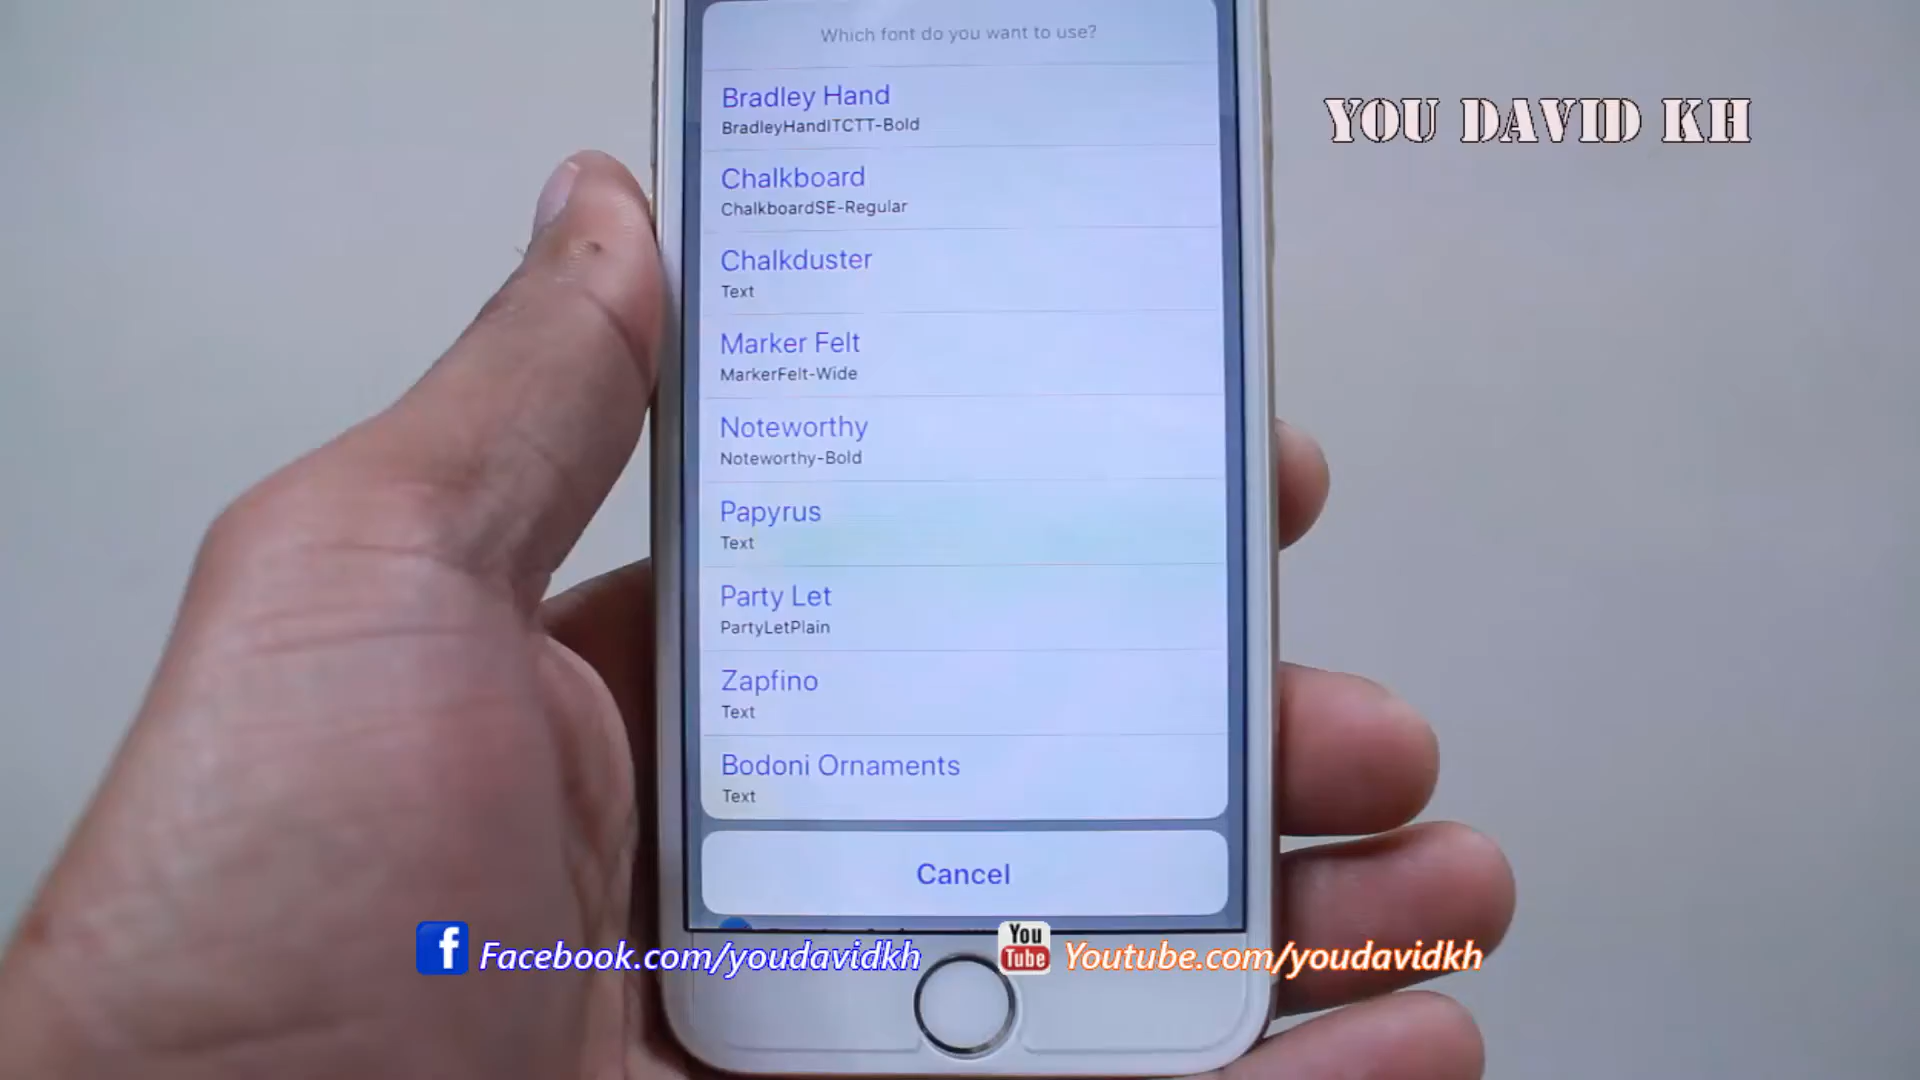 Which font do you want to use?
YOU DAVID KH
Bradley Hand
BradleyHandITCTT-Bold
Chalkboard
ChalkboardSE-Regular
Chalkduster
Text
Marker Felt
MarkerFelt-Wide
Noteworthy
Noteworthy-Bold
Papyrus
Text
Party Let
PartyLetPlain
Zapfino
Text
Bodoni Ornaments
Text
Cancel
f Facebook.com/youdavidkh
You Tube Youtube.com/youdavidkh